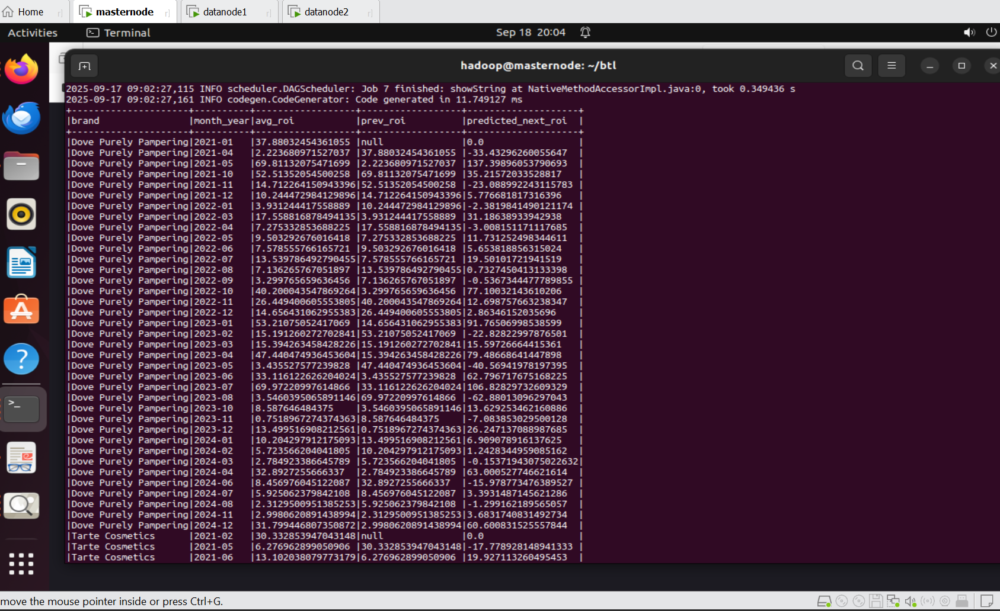 Home
masternode
datanode1
datanode2
Activities
Terminal
Sep 18 20:04
hadoop@masternode: ~/btl
2025-09-17 09:02:27,115 INFO scheduler.DAGScheduler: Job 7 finished: showString at NativeMethodAccessorImpl.java:0, took 0.349436 s
2025-09-17 09:02:27,161 INFO codegen.CodeGenerator: Code generated in 11.749127 ms
+--------------------+----------+------------------+------------------+--------------------+
|brand |month_year|avg_roi |prev_roi |predicted_next_roi |
+--------------------+----------+------------------+------------------+--------------------+
|Dove Purely Pampering|2021-01 |37.88032454361055 |null |0.0 |
|Dove Purely Pampering|2021-04 |2.223680971527037 |37.88032454361055 |-33.43296260055647 |
|Dove Purely Pampering|2021-05 |69.81132075471699 |2.223680971527037 |137.39896053790693 |
|Dove Purely Pampering|2021-10 |52.51352054500258 |69.81132075471699 |35.21572033528817 |
|Dove Purely Pampering|2021-11 |14.712264150943396|52.51352054500258 |-23.088992243115783 |
|Dove Purely Pampering|2021-12 |10.244472984129896|14.712264150943396|5.776681817316396 |
|Dove Purely Pampering|2022-01 |3.931244417558889 |10.244472984129896|-2.3819841490121174 |
|Dove Purely Pampering|2022-03 |17.558816878494135|3.931244417558889 |31.18638933942938 |
|Dove Purely Pampering|2022-04 |7.275332853688225 |17.558816878494135|-3.008151171117685 |
|Dove Purely Pampering|2022-05 |9.503292676016418 |7.275332853688225 |11.731252498344611 |
|Dove Purely Pampering|2022-06 |7.578555766165721 |9.503292676016418 |5.653818856315024 |
|Dove Purely Pampering|2022-07 |13.539786492790455|7.578555766165721 |19.50101721941519 |
|Dove Purely Pampering|2022-08 |7.136265767051897 |13.539786492790455|0.7327450413133398 |
|Dove Purely Pampering|2022-09 |3.299765659636456 |7.136265767051897 |-0.5367344477789855 |
|Dove Purely Pampering|2022-10 |40.200043547869264|3.299765659636456 |77.10032143610206 |
|Dove Purely Pampering|2022-11 |26.449400605553805|40.200043547869264|12.698757663238347 |
|Dove Purely Pampering|2022-12 |14.656431062955383|26.449400605553805|2.86346152035696 |
|Dove Purely Pampering|2023-01 |53.21075052417069 |14.656431062955383|91.76506998538599 |
|Dove Purely Pampering|2023-02 |15.191260272702841|53.21075052417069 |-22.82822997876501 |
|Dove Purely Pampering|2023-03 |15.394263458428226|15.191260272702841|15.59726664415361 |
|Dove Purely Pampering|2023-04 |47.440474936453604|15.394263458428226|79.48668641447898 |
|Dove Purely Pampering|2023-05 |3.435527577239828 |47.440474936453604|-40.56941978197395 |
|Dove Purely Pampering|2023-06 |33.116122626204024|3.435527577239828 |62.796717675168225 |
|Dove Purely Pampering|2023-07 |69.97220997614866 |33.116122626204024|106.82829732609329 |
|Dove Purely Pampering|2023-08 |3.5460395065891146|69.97220997614866 |-62.88013096297043 |
|Dove Purely Pampering|2023-10 |8.587646484375 |3.5460395065891146|13.629253462160886 |
|Dove Purely Pampering|2023-11 |0.7518967274374363|8.587646484375 |-7.083853029500128 |
|Dove Purely Pampering|2023-12 |13.499516908212561|0.7518967274374363|26.247137088987685 |
|Dove Purely Pampering|2024-01 |10.204297912175093|13.499516908212561|6.909078916137625 |
|Dove Purely Pampering|2024-02 |5.723566204041805 |10.204297912175093|1.2428344959085162 |
|Dove Purely Pampering|2024-03 |2.784923386645789 |5.723566204041805 |-0.15371943075022632|
|Dove Purely Pampering|2024-04 |32.8927255666337 |2.784923386645789 |63.000527746621614 |
|Dove Purely Pampering|2024-06 |8.456976045122087 |32.8927255666337 |-15.978773476389527 |
|Dove Purely Pampering|2024-07 |5.925062379842108 |8.456976045122087 |3.3931487145621286 |
|Dove Purely Pampering|2024-08 |2.3129500951385253|5.925062379842108 |-1.299162189565057 |
|Dove Purely Pampering|2024-11 |2.9980620891438994|2.3129500951385253|3.6831740831492734 |
|Dove Purely Pampering|2024-12 |31.799446807350872|2.9980620891438994|60.600831525557844 |
|Tarte Cosmetics |2021-02 |30.332853947043148|null |0.0 |
|Tarte Cosmetics |2021-05 |6.276962899050906 |30.332853947043148|-17.778928148941333 |
|Tarte Cosmetics |2021-06 |13.102038079773179|6.276962899050906 |19.927113260495453 |
move the mouse pointer inside or press Ctrl+G.